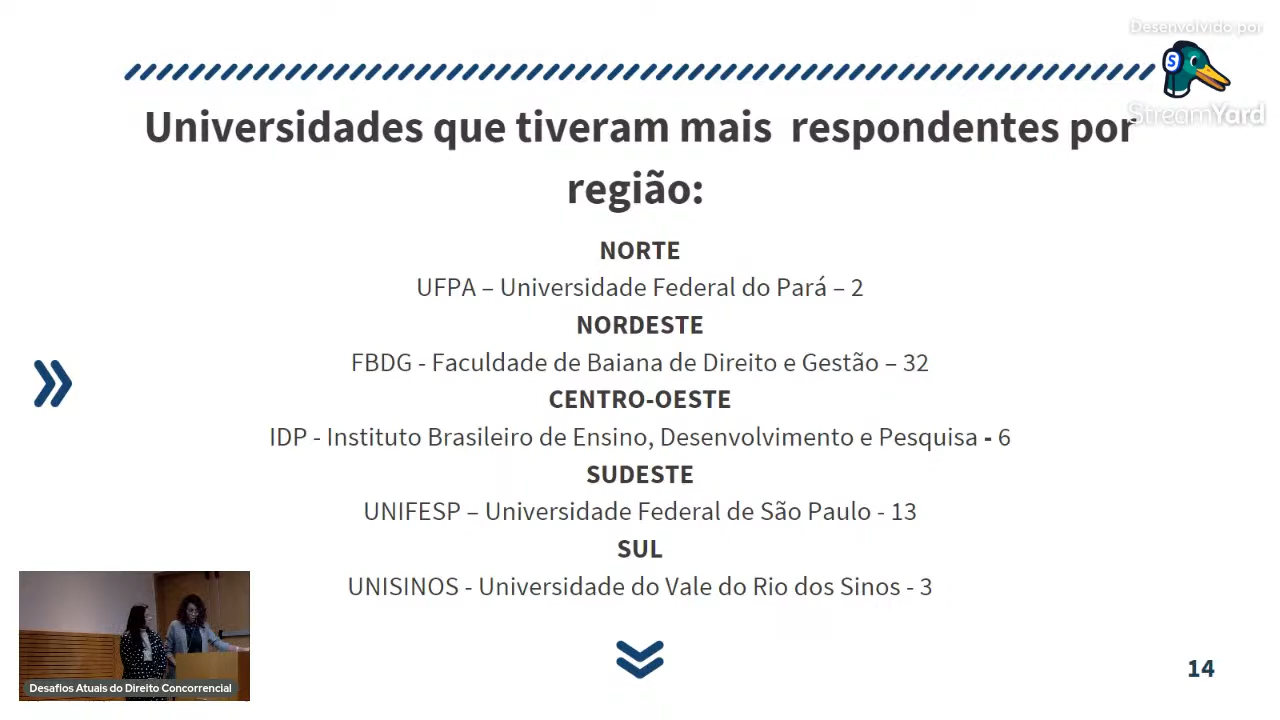 Desenvolvido por
StreamYard
Universidades que tiveram mais respondentes por
região:
NORTE
UFPA – Universidade Federal do Pará – 2
NORDESTE
FBDG - Faculdade de Baiana de Direito e Gestão – 32
CENTRO-OESTE
IDP - Instituto Brasileiro de Ensino, Desenvolvimento e Pesquisa - 6
SUDESTE
UNIFESP – Universidade Federal de São Paulo - 13
SUL
UNISINOS - Universidade do Vale do Rio dos Sinos - 3
Desafios Atuais do Direito Concorrencial
14